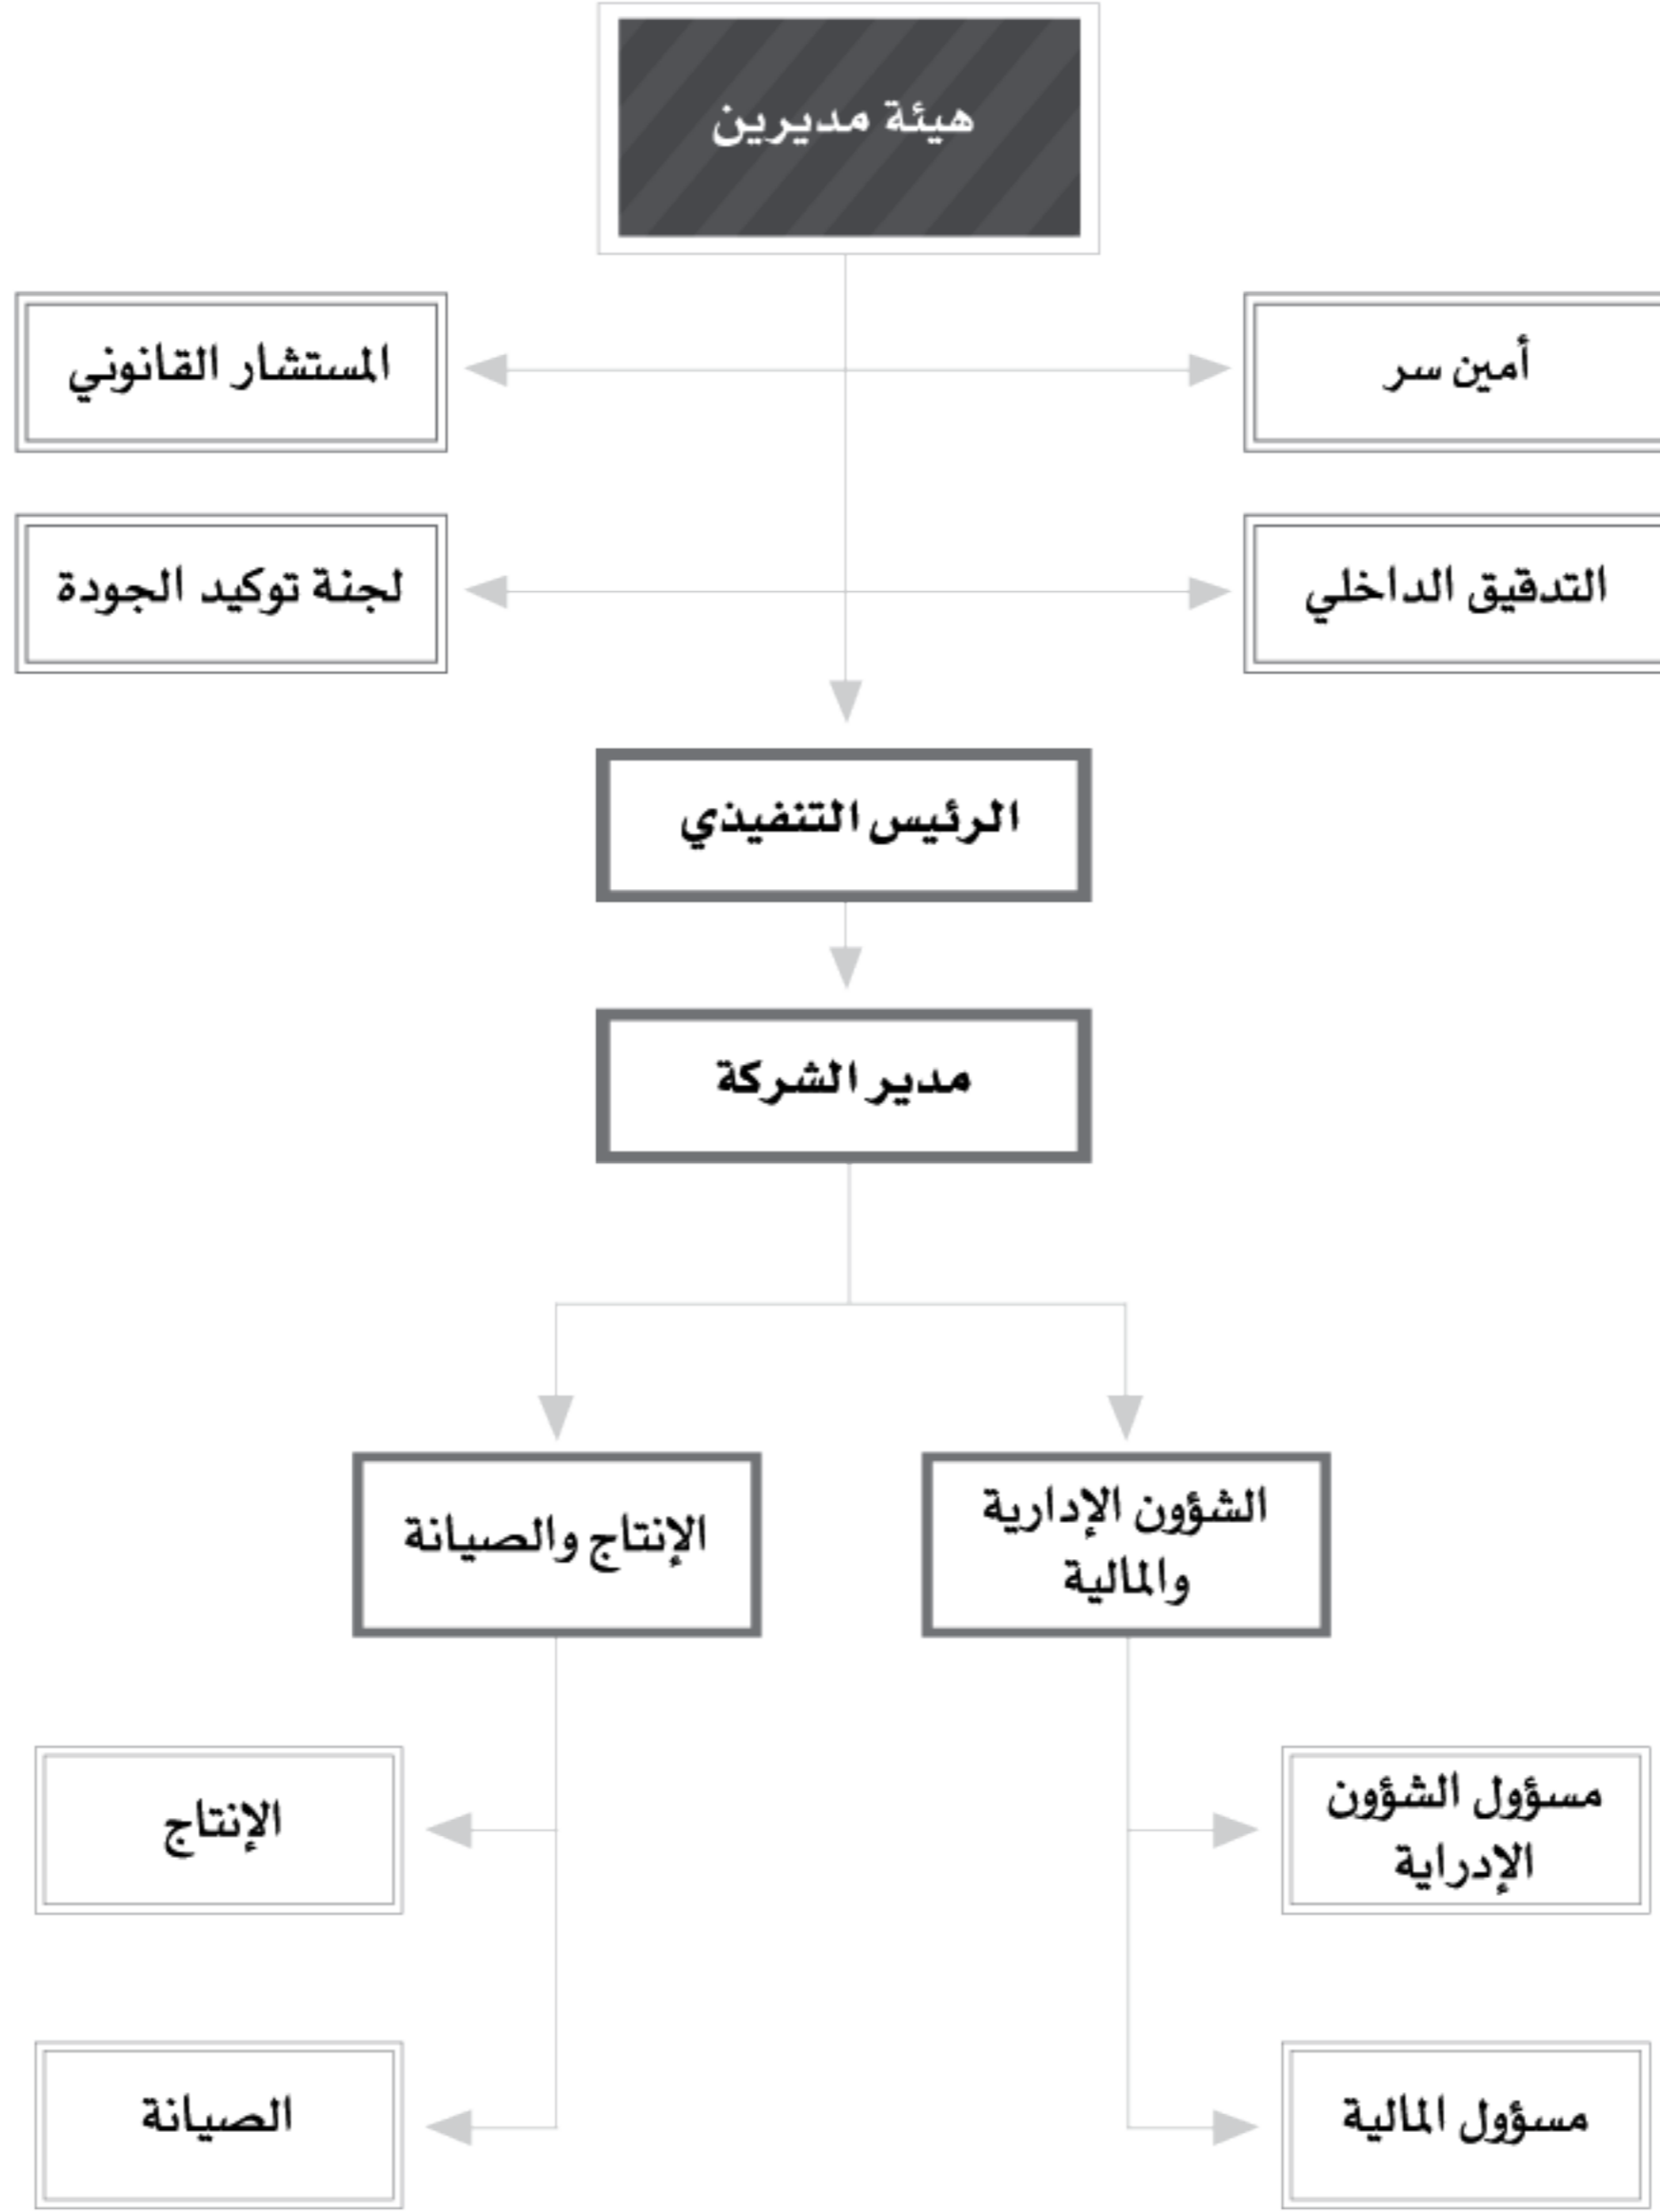 هيئة مديرين
أمين سر
المستشار القانوني
التدقيق الداخلي
لجنة توكيد الجودة
الرئيس التنفيذي
مدير الشركة
الشؤون الإدارية
والمالية
الإنتاج والصيانة
مسؤول الشؤون
الإدراية
الإنتاج
مسؤول المالية
الصيانة